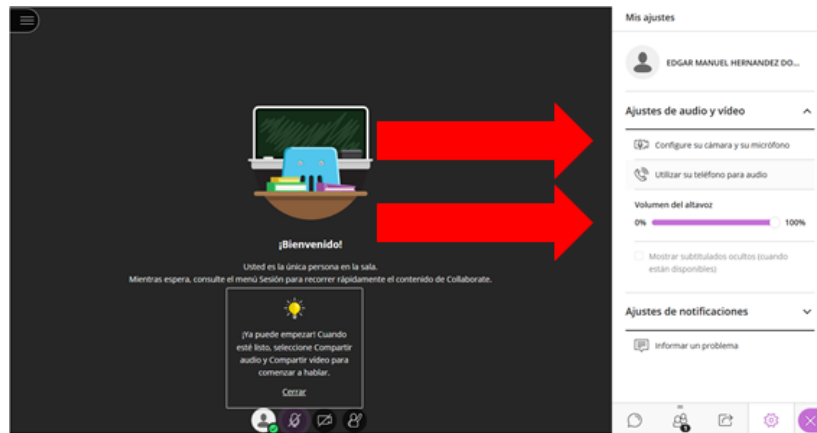 Mis ajustes
EDGAR MANUEL HERNANDEZ DO...
Ajustes de audio y vídeo
Configure su cámara y su micrófono
Utilizar su teléfono para audio
Volumen del altavoz
0% 100%
Mostrar subtitulados ocultos (cuando
están disponibles)
Ajustes de notificaciones
Informar un problema
¡Bienvenido!
Usted es la única persona en la sala.
Mientras espera, consulte el menú Sesión para recorrer rápidamente el contenido de Collaborate.
¡Ya puede empezar! Cuando
esté listo, seleccione Compartir
audio y Compartir vídeo para
comenzar a hablar.
Cerrar
1